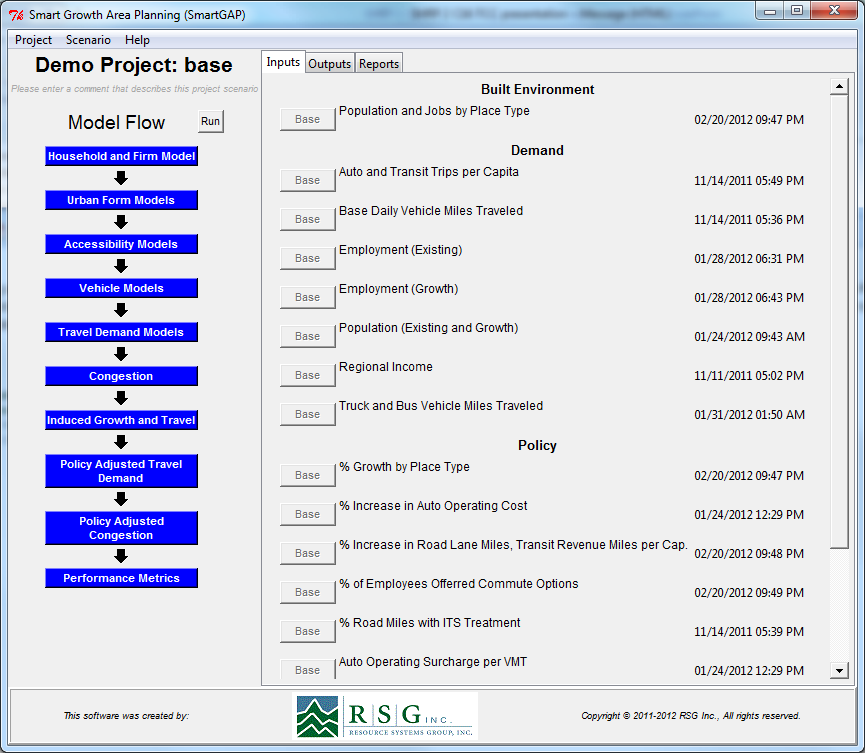 Smart Growth Area Planning (SmartGAP)
Project Scenario Help
Demo Project: base
Please enter a comment that describes this project scenario
Model Flow
Run
Household and Firm Model
Urban Form Models
Accessibility Models
Vehicle Models
Travel Demand Models
Congestion
Induced Growth and Travel
Policy Adjusted Travel
Demand
Policy Adjusted
Congestion
Performance Metrics
Inputs Outputs Reports
Built Environment
Base Population and Jobs by Place Type 02/20/2012 09:47 PM
Demand
Base Auto and Transit Trips per Capita 11/14/2011 05:49 PM
Base Base Daily Vehicle Miles Traveled 11/14/2011 05:36 PM
Base Employment (Existing) 01/28/2012 06:31 PM
Base Employment (Growth) 01/28/2012 06:43 PM
Base Population (Existing and Growth) 01/24/2012 09:43 AM
Base Regional Income 11/11/2011 05:02 PM
Base Truck and Bus Vehicle Miles Traveled 01/31/2012 01:50 AM
Policy
Base % Growth by Place Type 02/20/2012 09:47 PM
Base % Increase in Auto Operating Cost 01/24/2012 12:29 PM
Base % Increase in Road Lane Miles, Transit Revenue Miles per Cap. 02/20/2012 09:48 PM
Base % of Employees Offerred Commute Options 02/20/2012 09:49 PM
Base % Road Miles with ITS Treatment 11/14/2011 05:39 PM
Base Auto Operating Surcharge per VMT 01/24/2012 12:29 PM
This software was created by:
RSG INC.
RESOURCE SYSTEMS GROUP, INC.
Copyright © 2011-2012 RSG Inc., All rights reserved.